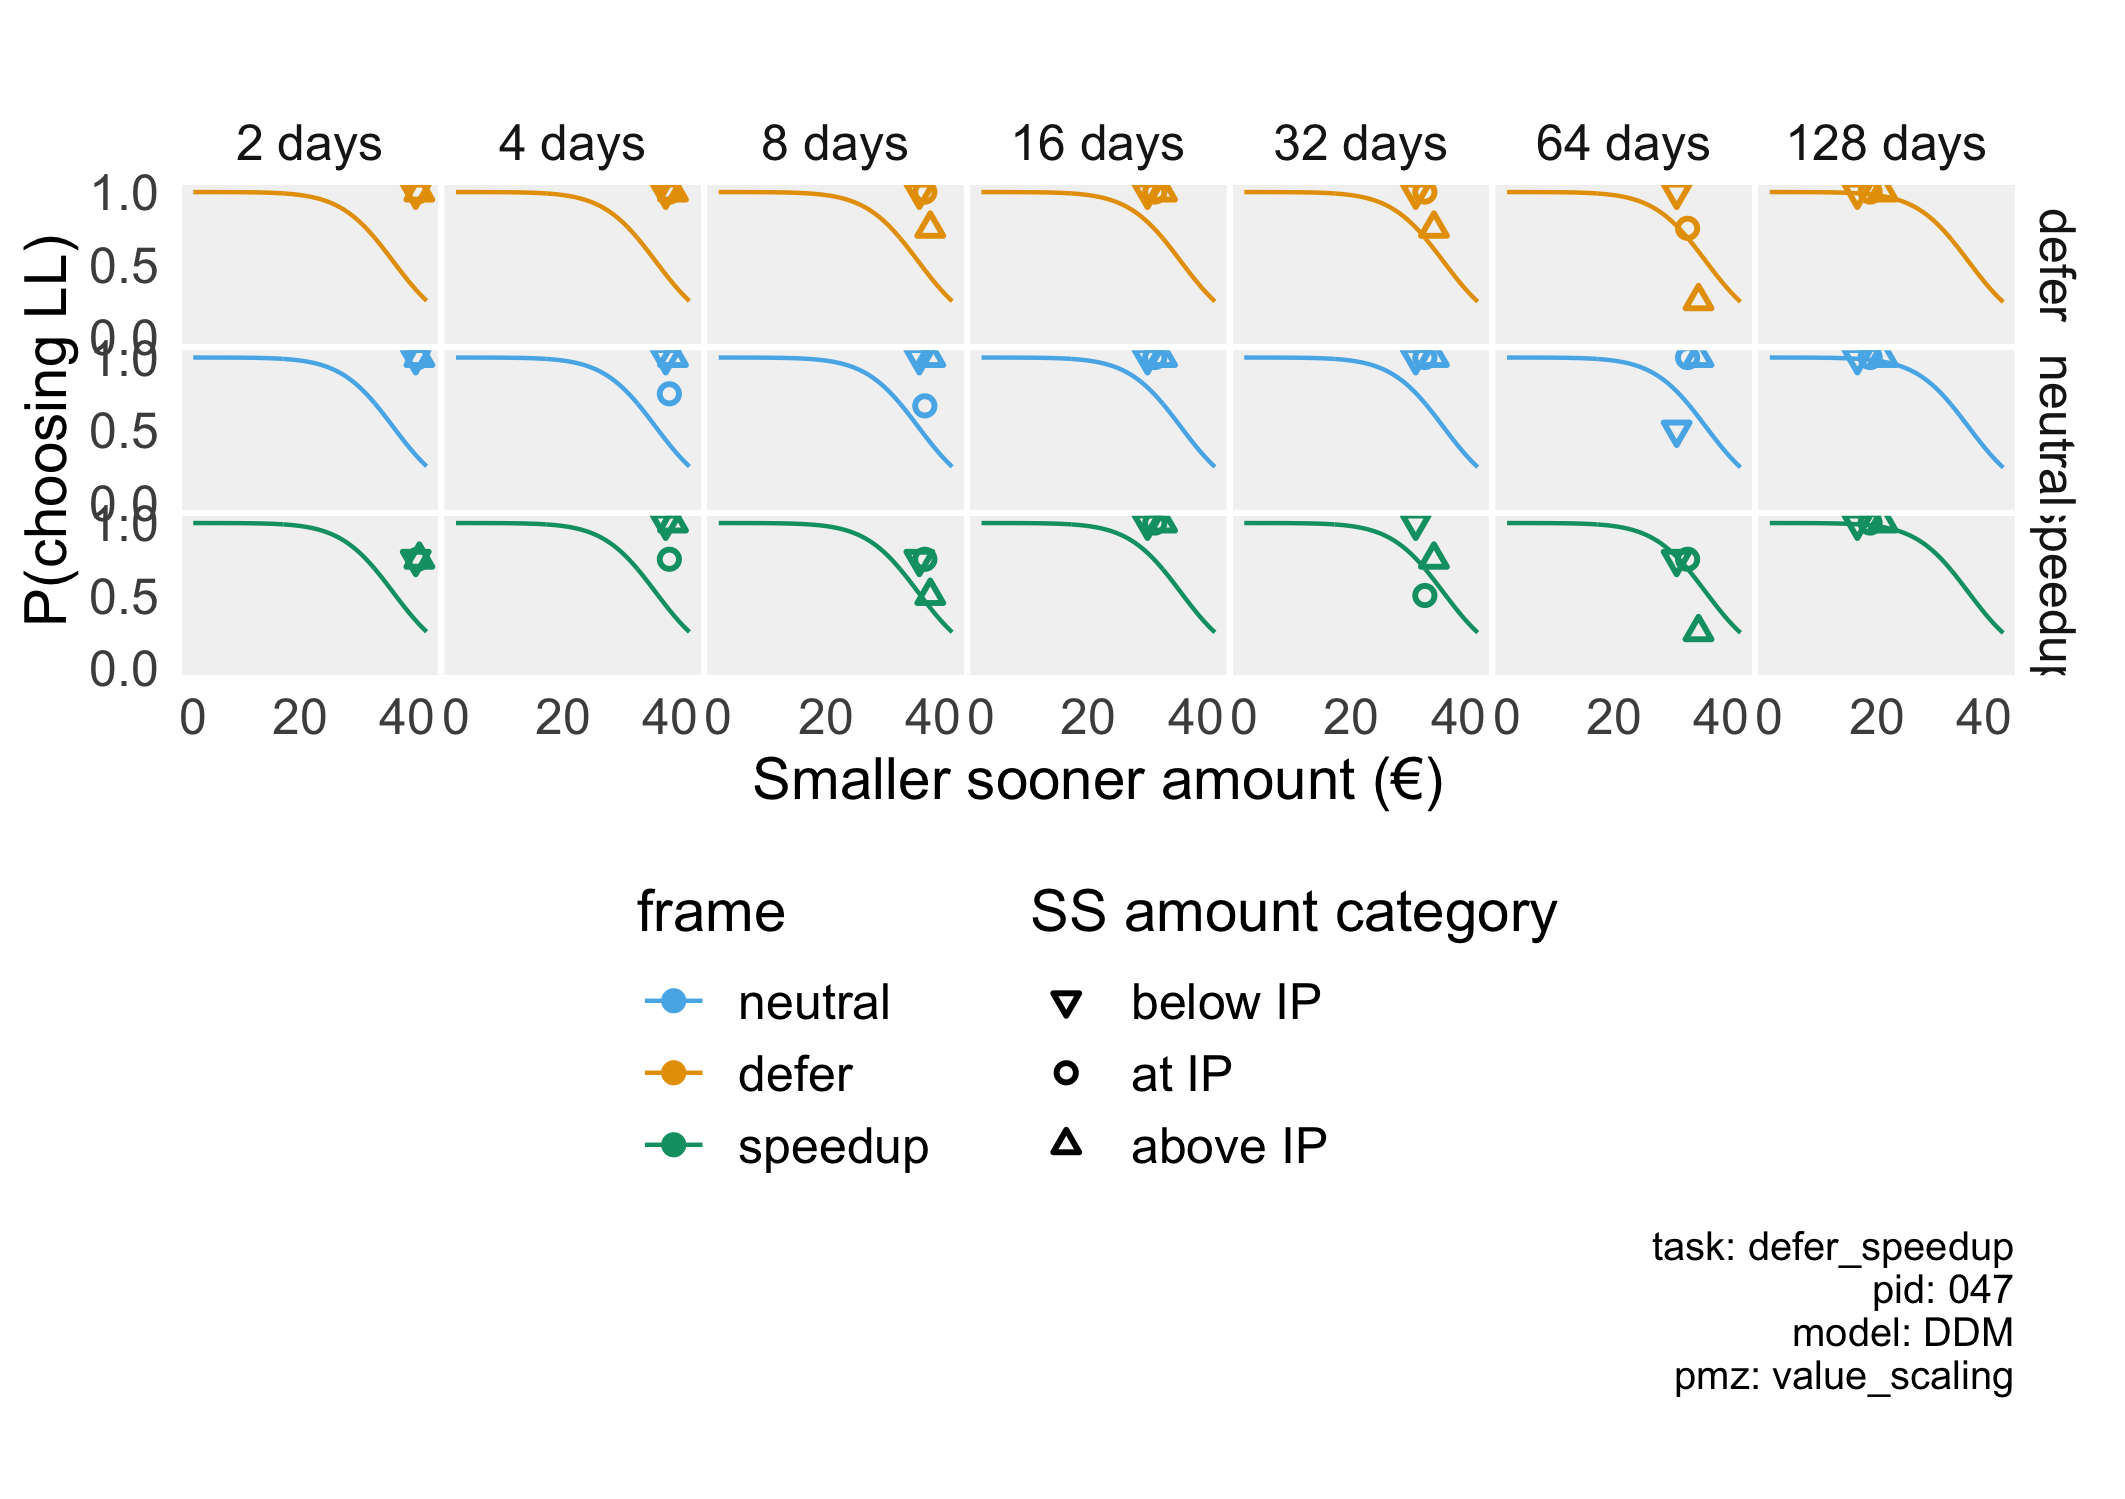 2 days 4 days 8 days 16 days 32 days 64 days 128 days
P(choosing LL)
1.0
0.5
0.0
defer
1.0
0.5
0.0
neutral
1.0
0.5
0.0
speedup
0 20 40 0 20 40 0 20 40 0 20 40 0 20 40 0 20 40 0 20 40
Smaller sooner amount (€)
frame
neutral
defer
speedup
SS amount category
below IP
at IP
above IP
task: defer_speedup
pid: 047
model: DDM
pmz: value_scaling